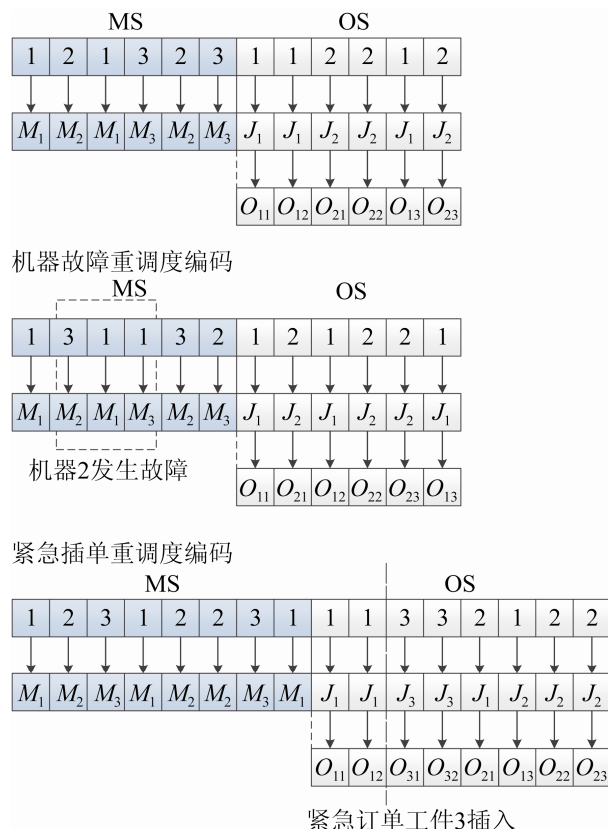 MS OS
1 2 1 3 2 3 1 1 2 2 1 2
M₁ M₂ M₁ M₃ M₂ M₃ J₁ J₁ J₂ J₂ J₁ J₂
O₁₁ O₁₂ O₂₁ O₂₂ O₁₃ O₂₃
机器故障重调度编码
MS OS
1 3 1 1 3 2 1 2 1 2 2 1
M₁ M₂ M₁ M₃ M₂ M₃ J₁ J₂ J₁ J₂ J₂ J₁
机器2发生故障
O₁₁ O₂₁ O₁₂ O₂₂ O₂₃ O₁₃
紧急插单重调度编码
MS OS
1 2 3 1 2 2 3 1 1 1 3 3 2 1 2 2
M₁ M₂ M₃ M₁ M₂ M₂ M₃ M₁ J₁ J₁ J₃ J₃ J₁ J₂ J₂ J₂
O₁₁ O₁₂ O₃₁ O₃₂ O₂₁ O₁₃ O₂₂ O₂₃
紧急订单工件3插入